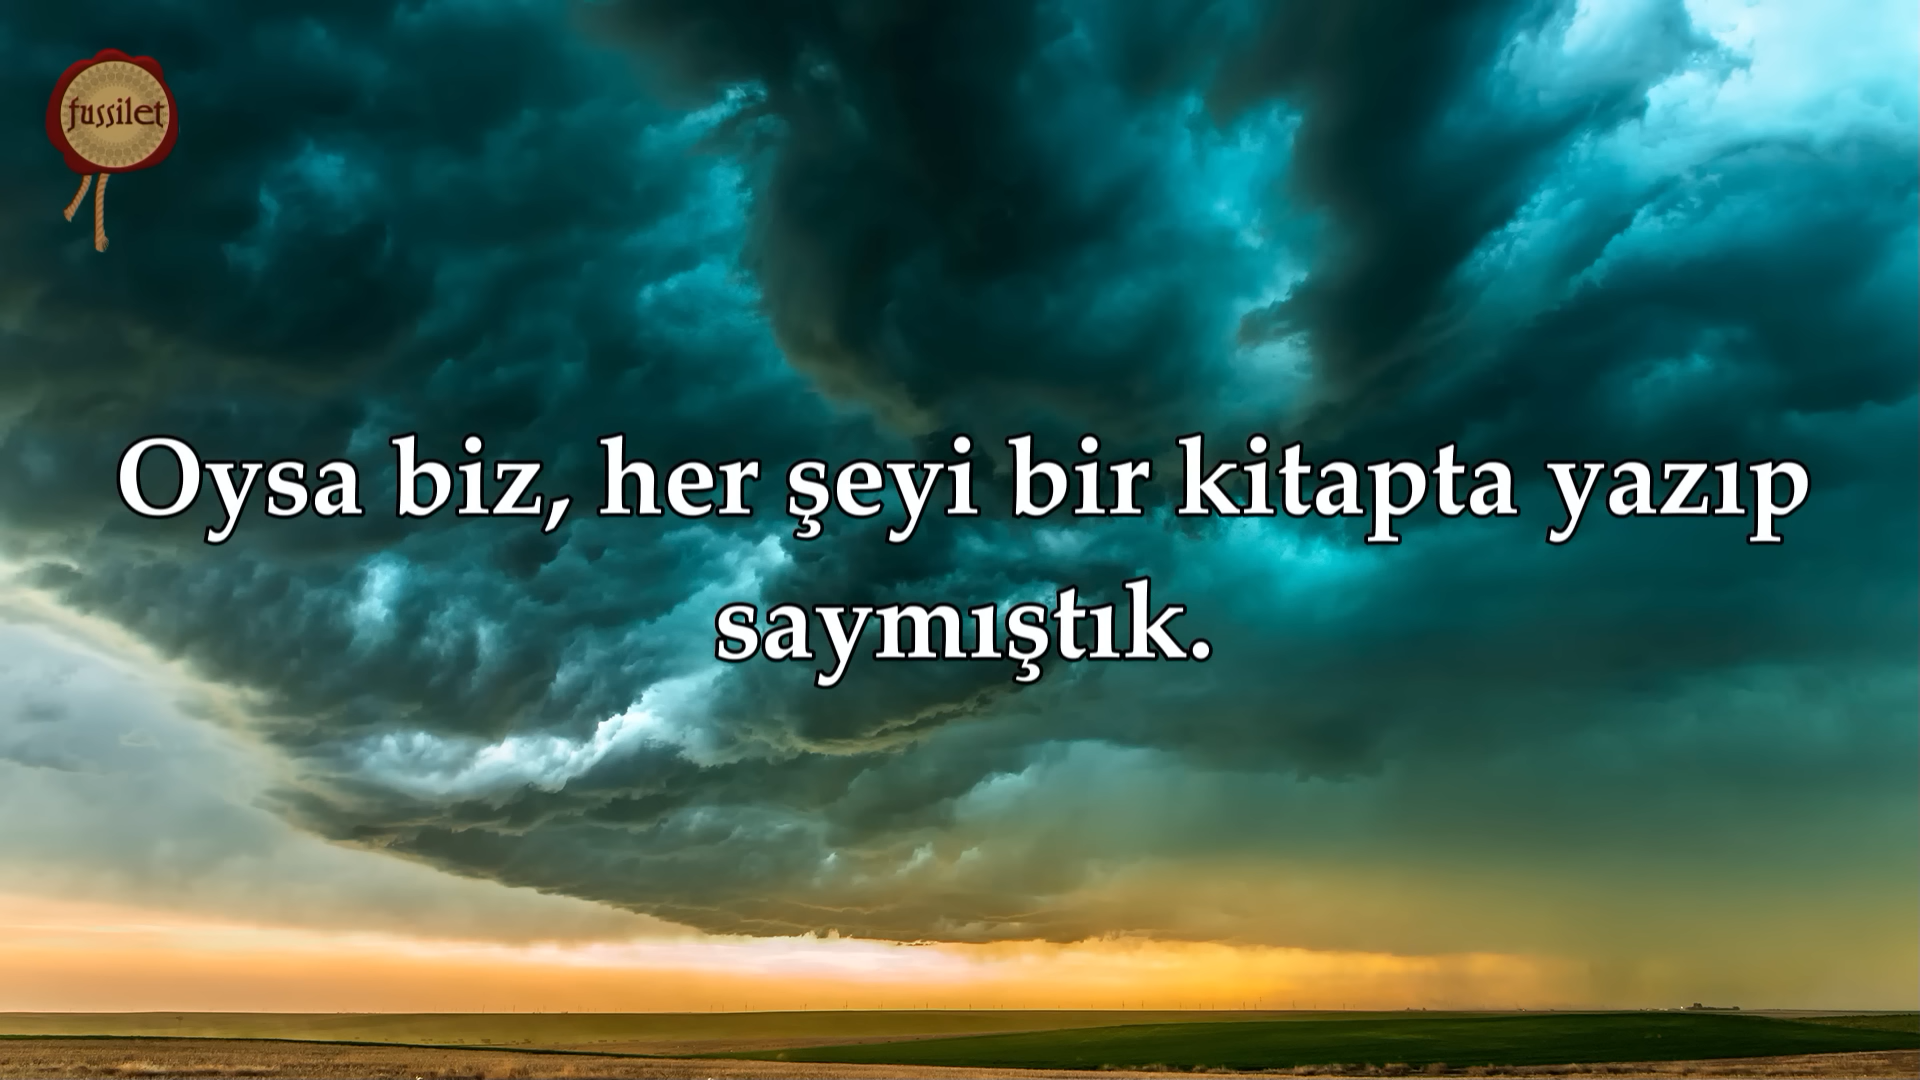 fussilet
Oysa biz, her şeyi bir kitapta yazıp
saymıştık.